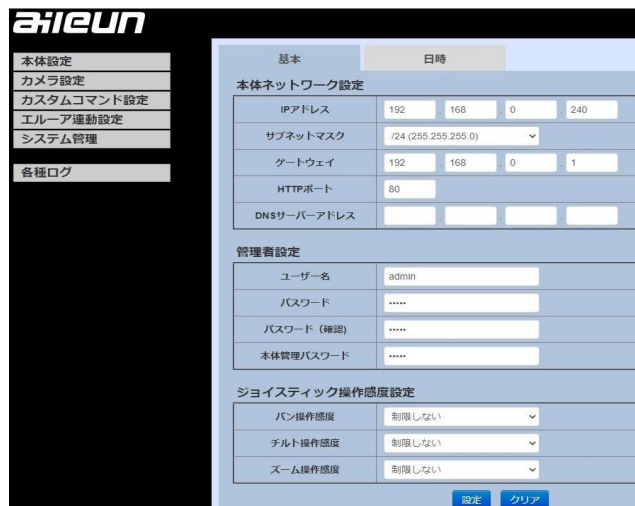 aileun
本体設定
カメラ設定
カスタムコマンド設定
エルーア連動設定
システム管理
各種ログ
基本 日時
本体ネットワーク設定
IPアドレス 192 . 168 . 0 . 240
サブネットマスク /24 (255.255.255.0)
ゲートウェイ 192 . 168 . 0 . 1
HTTPポート 80
DNSサーバーアドレス . . .
管理者設定
ユーザー名 admin
パスワード •••••
パスワード（確認) •••••
本体管理パスワード •••••
ジョイスティック操作感度設定
パン操作感度 制限しない
チルト操作感度 制限しない
ズーム操作感度 制限しない
設定 クリア